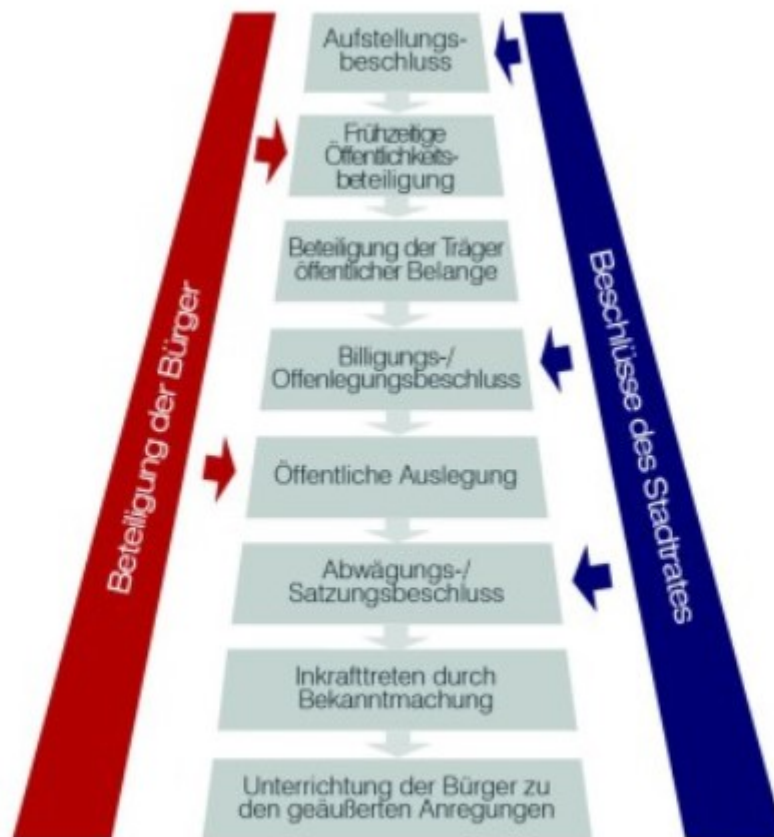 Aufstellungs-
beschluss
Frühzeitige
Öffentlichkeits-
beteiligung
Beteiligung der Träger
öffentlicher Belange
Billigungs-/
Offenlegungsbeschluss
Öffentliche Auslegung
Abwägungs-/
Satzungsbeschluss
Inkrafttreten durch
Bekanntmachung
Unterrichtung der Bürger zu
den geäußerten Anregungen
Beteiligung der Bürger
Beschlüsse des Stadtrates